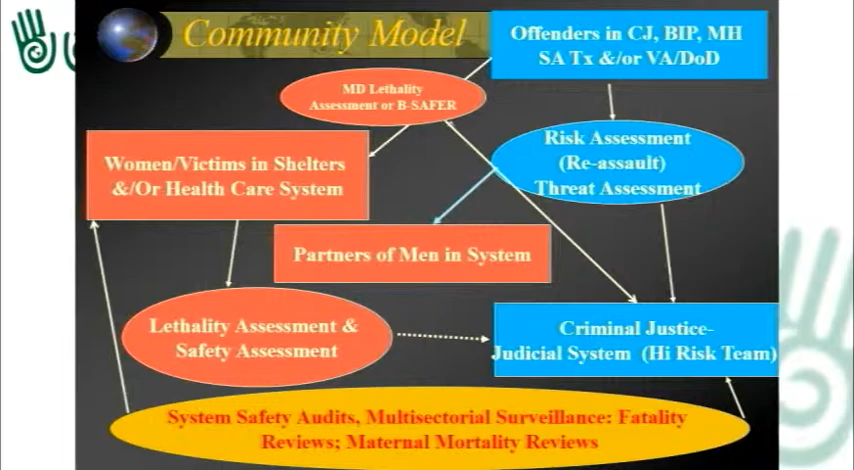 Community Model
Offenders in CJ, BIP, MH
SA Tx &/or VA/DoD
MD Lethality
Assessment or B-SAFER
Women/Victims in Shelters
&/Or Health Care System
Risk Assessment
(Re-assault)
Threat Assessment
Partners of Men in System
Lethality Assessment &
Safety Assessment
Criminal Justice-
Judicial System (Hi Risk Team)
System Safety Audits, Multisectorial Surveillance: Fatality
Reviews; Maternal Mortality Reviews